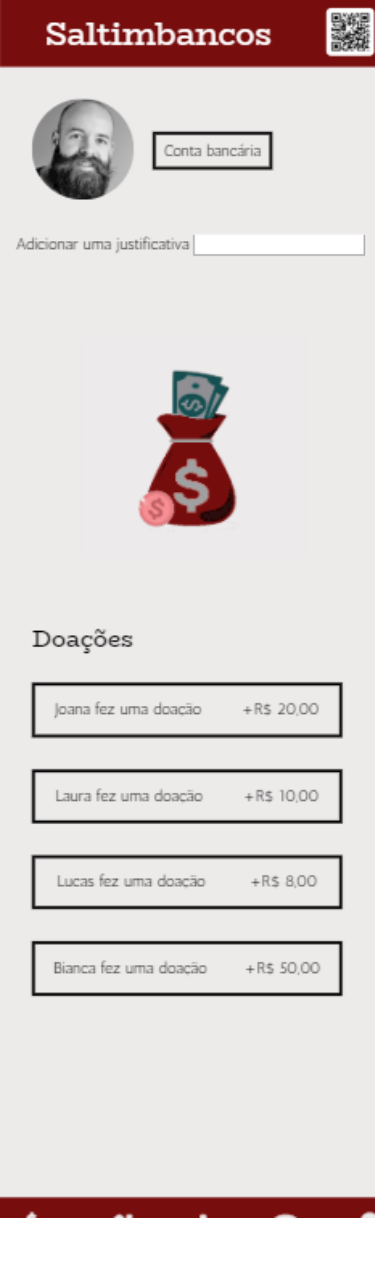 Saltimbancos
Conta bancária
Adicionar uma justificativa
$
$
$
Doações
Joana fez uma doação +R$ 20,00
Laura fez uma doação +R$ 10,00
Lucas fez uma doação +R$ 8,00
Bianca fez uma doação +R$ 50,00